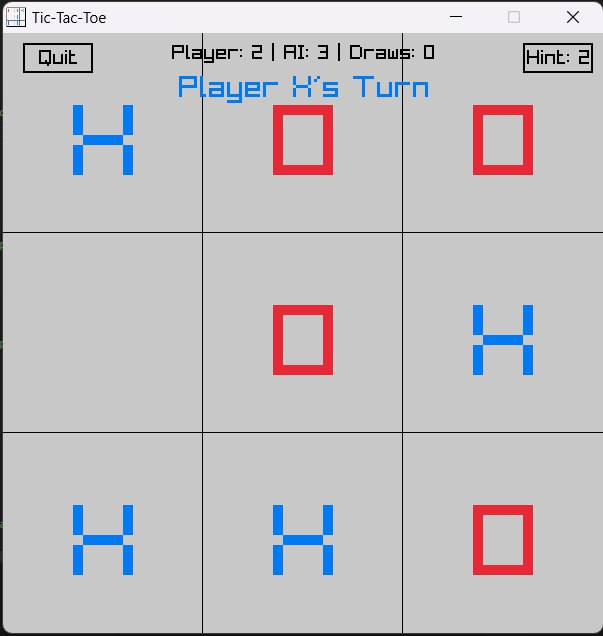 Tic-Tac-Toe
Quit
Player: 2 | AI: 3 | Draws: 0
Hint: 2
Player X's Turn
X O O
O X
X X O